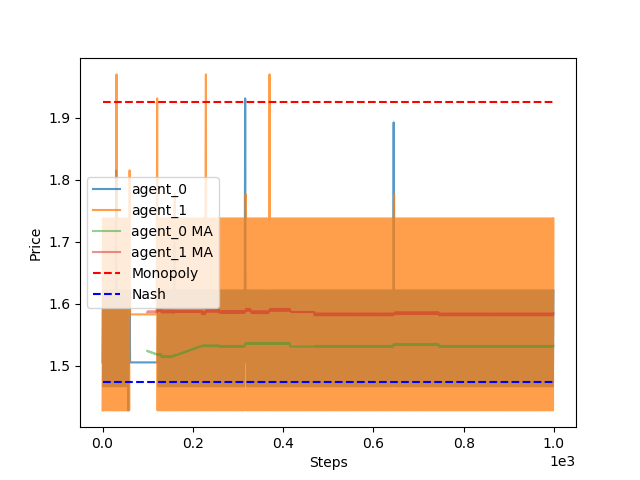 1.9
1.8
1.7
1.6
1.5
Price
agent_0
agent_1
agent_0 MA
agent_1 MA
Monopoly
Nash
0.0 0.2 0.4 0.6 0.8 1.0
1e3
Steps